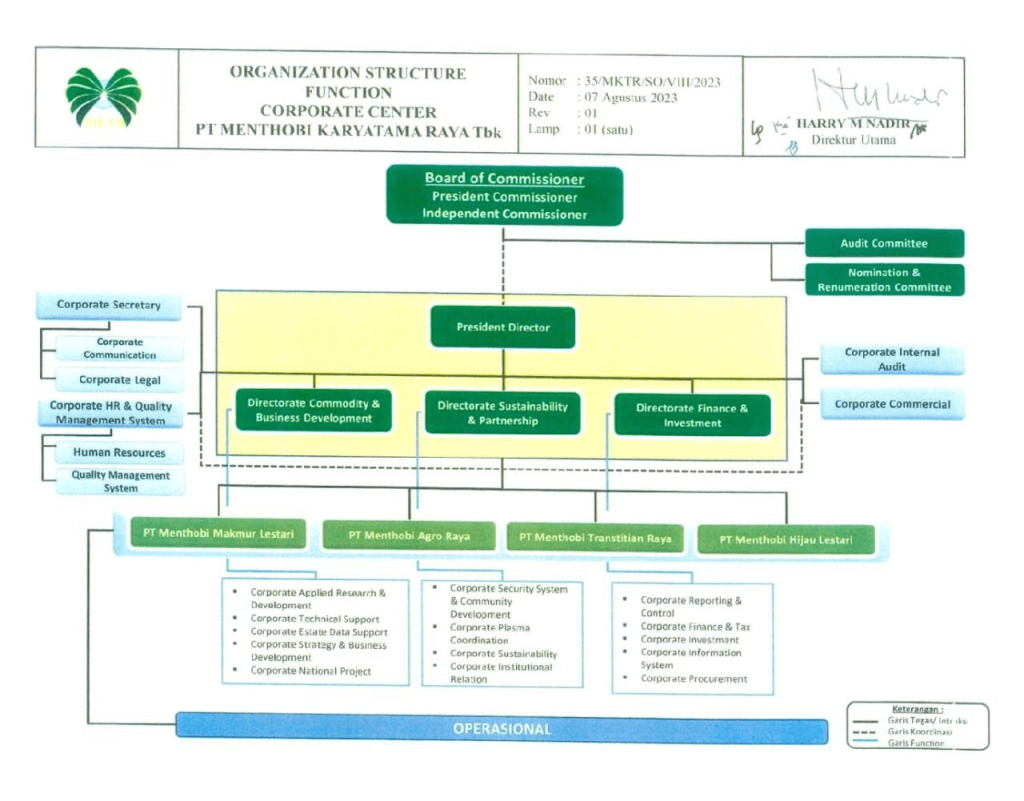 ORGANIZATION STRUCTURE
FUNCTION
CORPORATE CENTER
PT MENTHOBI KARYATAMA RAYA Tbk
Nomor : 35/MKTR/SO/VIII/2023
Date : 07 Agustus 2023
Rev : 01
Lamp : 01 (satu)
HARRY M NADIR
Direktur Utama
MKTR
Board of Commissioner
President Commissioner
Independent Commissioner
Audit Committee
Nomination &
Renumeration Committee
Corporate Secretary
Corporate
Communication
Corporate Legal
Corporate HR & Quality
Management System
Human Resources
Quality Management
System
President Director
Directorate Commodity &
Business Development
Directorate Sustainability
& Partnership
Directorate Finance &
Investment
Corporate Internal
Audit
Corporate Commercial
PT Menthobi Makmur Lestari
PT Menthobi Agro Raya
PT Menthobi Transtitian Raya
PT Menthobi Hijau Lestari
▪ Corporate Applied Research &
Development
▪ Corporate Technical Support
▪ Corporate Estate Data Support
▪ Corporate Strategy & Business
Development
▪ Corporate National Project
▪ Corporate Security System
& Community
Development
▪ Corporate Plasma
Coordination
▪ Corporate Sustainability
▪ Corporate Institutional
Relation
▪ Corporate Reporting &
Control
▪ Corporate Finance & Tax
▪ Corporate Investment
▪ Corporate Information
System
▪ Corporate Procurement
OPERASIONAL
Keterangan :
Garis Tegas/
Garis Koordinasi
Garis Function